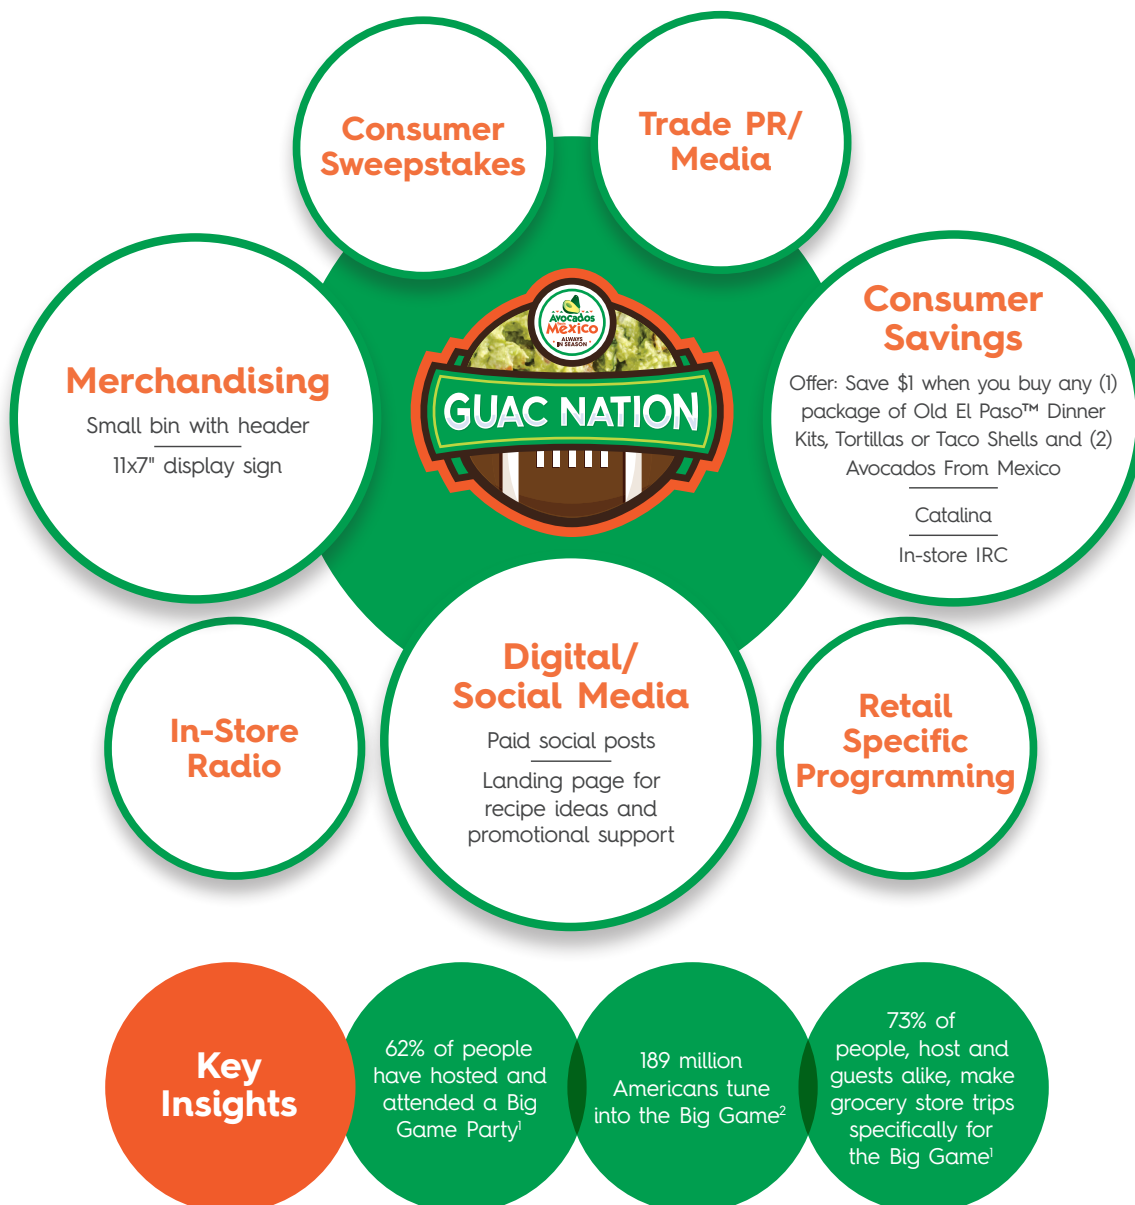 Consumer
Sweepstakes
Trade PR/
Media
Merchandising
Small bin with header
11x7" display sign
Avocados
From
Mexico
ALWAYS
IN SEASON
GUAC NATION
Consumer
Savings
Offer: Save $1 when you buy any (1)
package of Old El Paso™ Dinner
Kits, Tortillas or Taco Shells and (2)
Avocados From Mexico
Catalina
In-store IRC
In-Store
Radio
Digital/
Social Media
Paid social posts
Landing page for
recipe ideas and
promotional support
Retail
Specific
Programming
Key
Insights
62% of people
have hosted and
attended a Big
Game Party¹
189 million
Americans tune
into the Big Game²
73% of
people, host and
guests alike, make
grocery store trips
specifically for
the Big Game¹